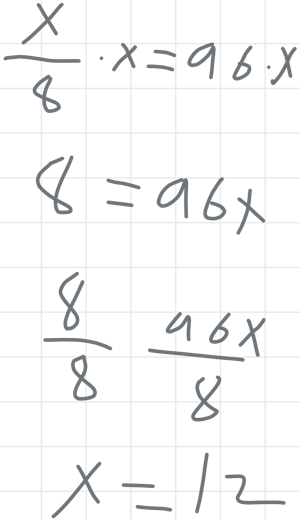 x/8 · x = 96 · x
8 = 96x
8/8 96x/8
x = 12